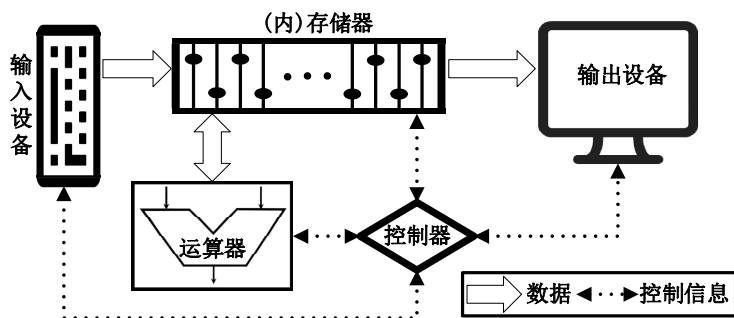 (内)存储器
输入设备
输出设备
运算器
控制器
数据
控制信息